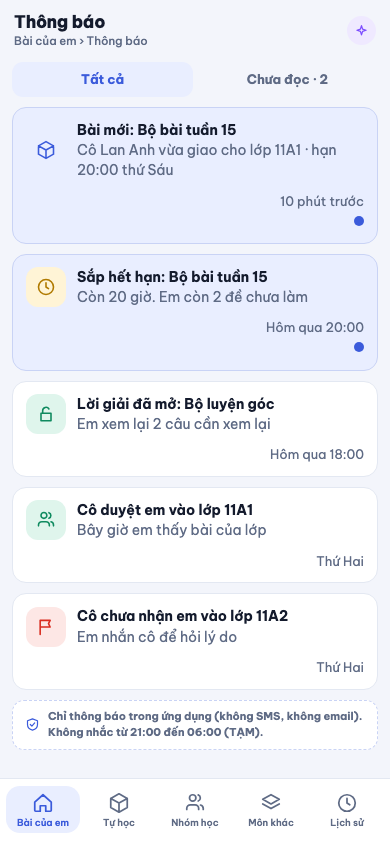 Thông báo
Bài của em › Thông báo
Tất cả
Chưa đọc · 2
Bài mới: Bộ bài tuần 15
Cô Lan Anh vừa giao cho lớp 11A1 · hạn
20:00 thứ Sáu
10 phút trước
Sắp hết hạn: Bộ bài tuần 15
Còn 20 giờ. Em còn 2 đề chưa làm
Hôm qua 20:00
Lời giải đã mở: Bộ luyện góc
Em xem lại 2 câu cần xem lại
Hôm qua 18:00
Cô duyệt em vào lớp 11A1
Bây giờ em thấy bài của lớp
Thứ Hai
Cô chưa nhận em vào lớp 11A2
Em nhắn cô để hỏi lý do
Thứ Hai
Chỉ thông báo trong ứng dụng (không SMS, không email).
Không nhắc từ 21:00 đến 06:00 (TẠM).
Bài của em
Tự học
Nhóm học
Môn khác
Lịch sử